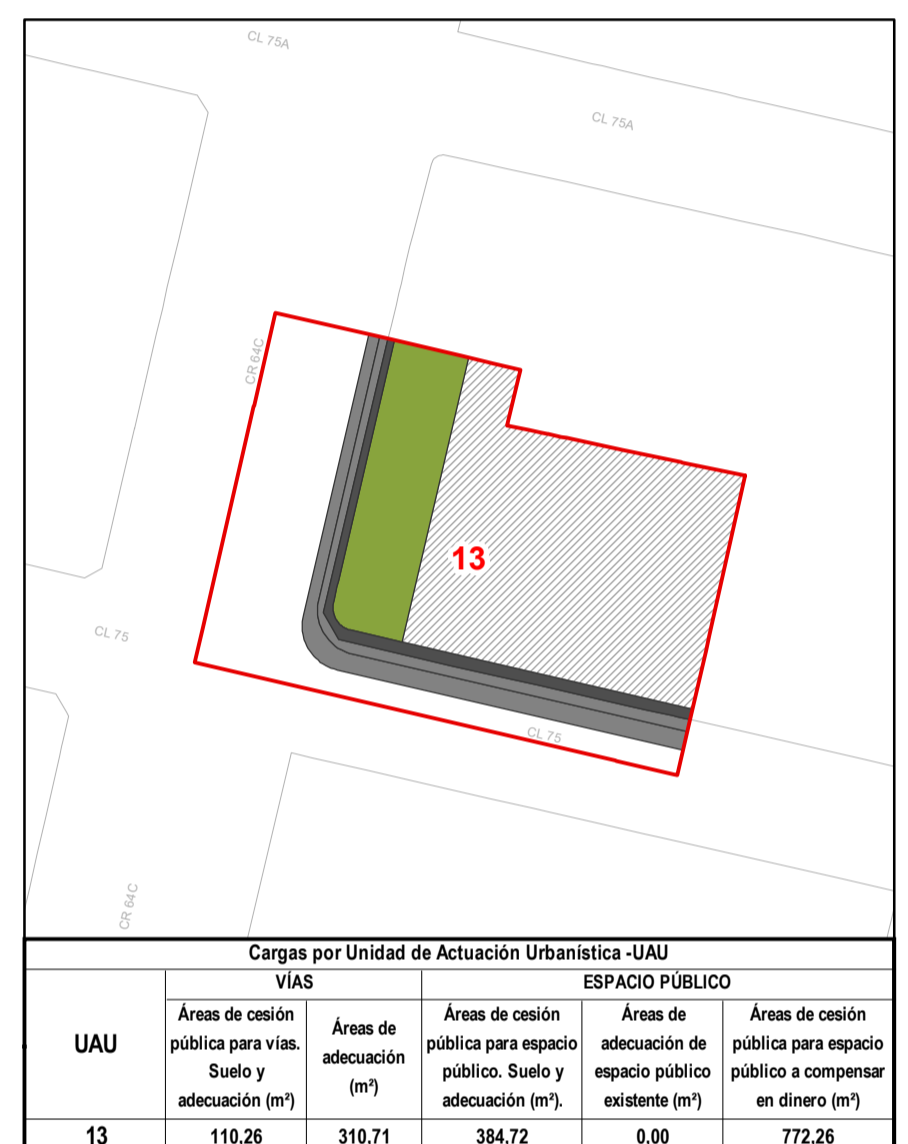 CL 75A
CL 75A
CR 64C
13
CL 75
CL 75
CR 64C
Cargas por Unidad de Actuación Urbanística -UAU
UAU
VÍAS
ESPACIO PÚBLICO
Áreas de cesión
pública para vías.
Suelo y
adecuación (m²)
Áreas de
adecuación
(m²)
Áreas de cesión
pública para espacio
público. Suelo y
adecuación (m²).
Áreas de
adecuación de
espacio público
existente (m²)
Áreas de cesión
pública para espacio
público a compensar
en dinero (m²)
13 110,26 310,71 384,72 0,00 772,26